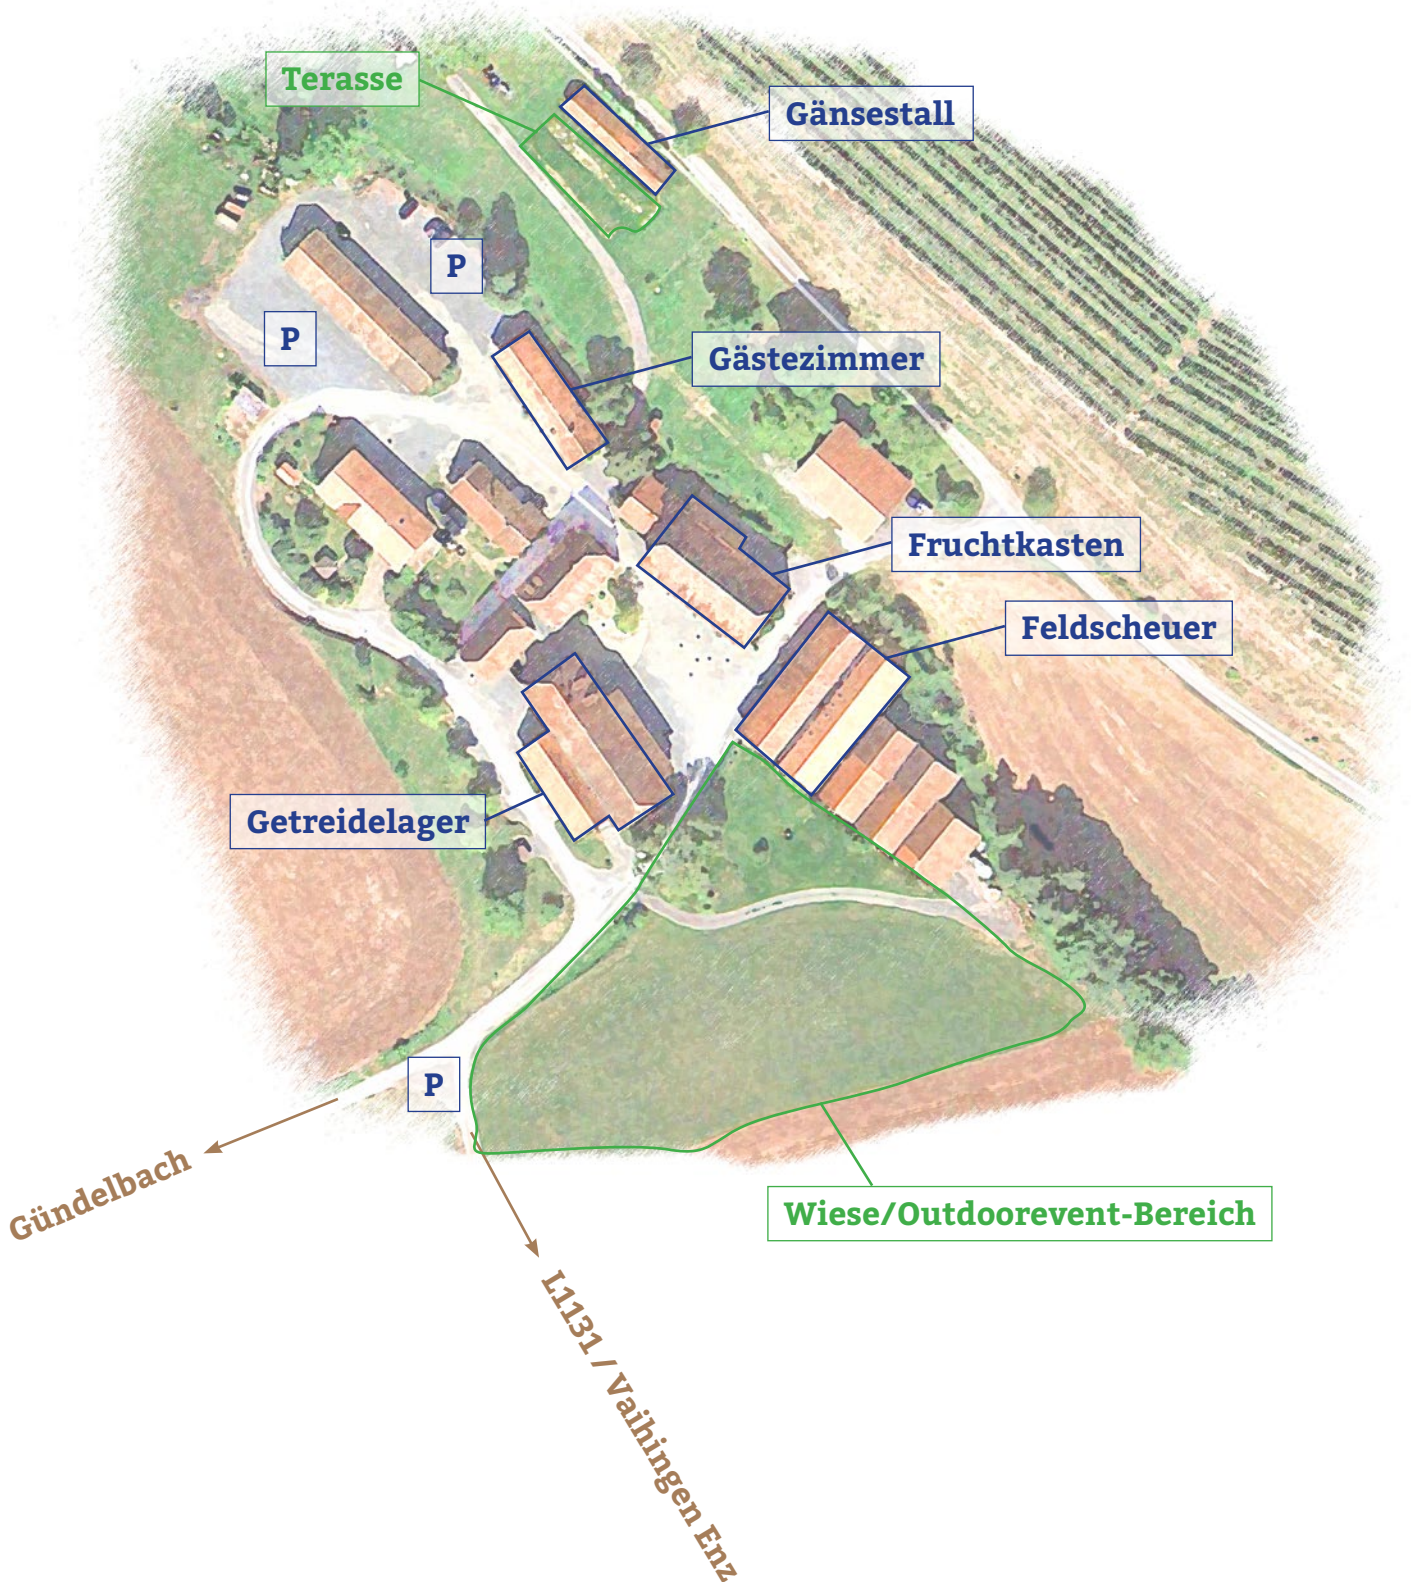 Terasse
Gänsestall
P
P
Gästezimmer
Fruchtkasten
Feldscheuer
Getreidelager
P
Gündelbach
Wiese/Outdoorevent-Bereich
L1131 / Vaihingen Enz